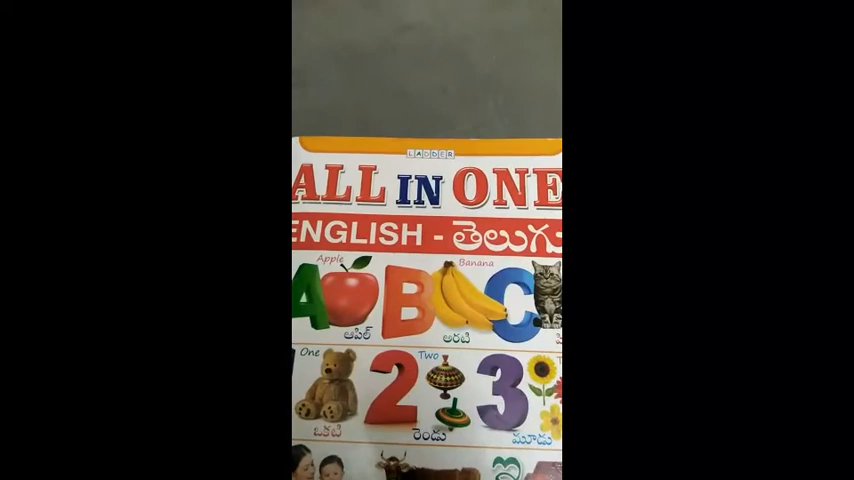 LADDER
ALL IN ONE
ENGLISH - తెలుగు
Apple Banana
A B C
ఆపిల్ అరటి
One Two
2 3
ఒకటి రెండు మూడు